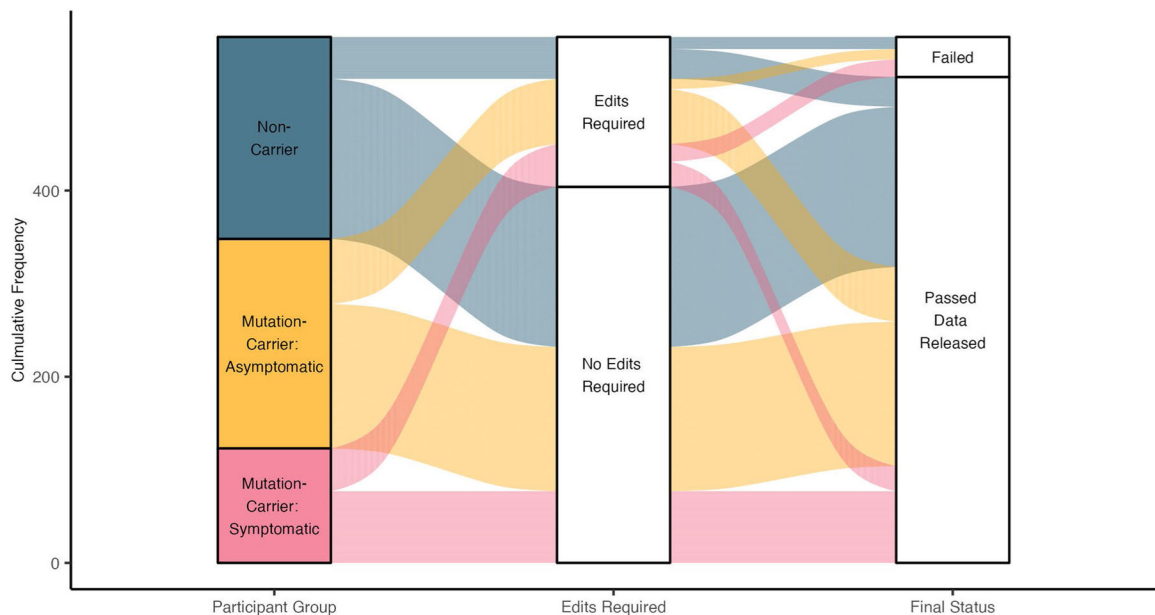 Culmulative Frequency
400
200
0
Non-
Carrier
Mutation-
Carrier:
Asymptomatic
Mutation-
Carrier:
Symptomatic
Edits
Required
No Edits
Required
Failed
Passed
Data
Released
Participant Group
Edits Required
Final Status